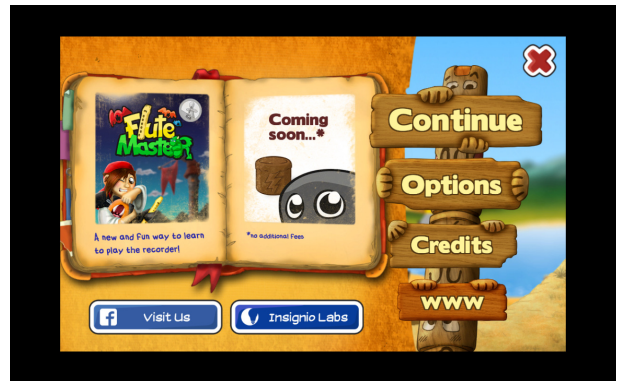 Flute
Master
A new and fun way to learn
to play the recorder!
Coming
soon...*
*no additional fees
Continue
Options
Credits
WWW
Visit Us
Insignio Labs